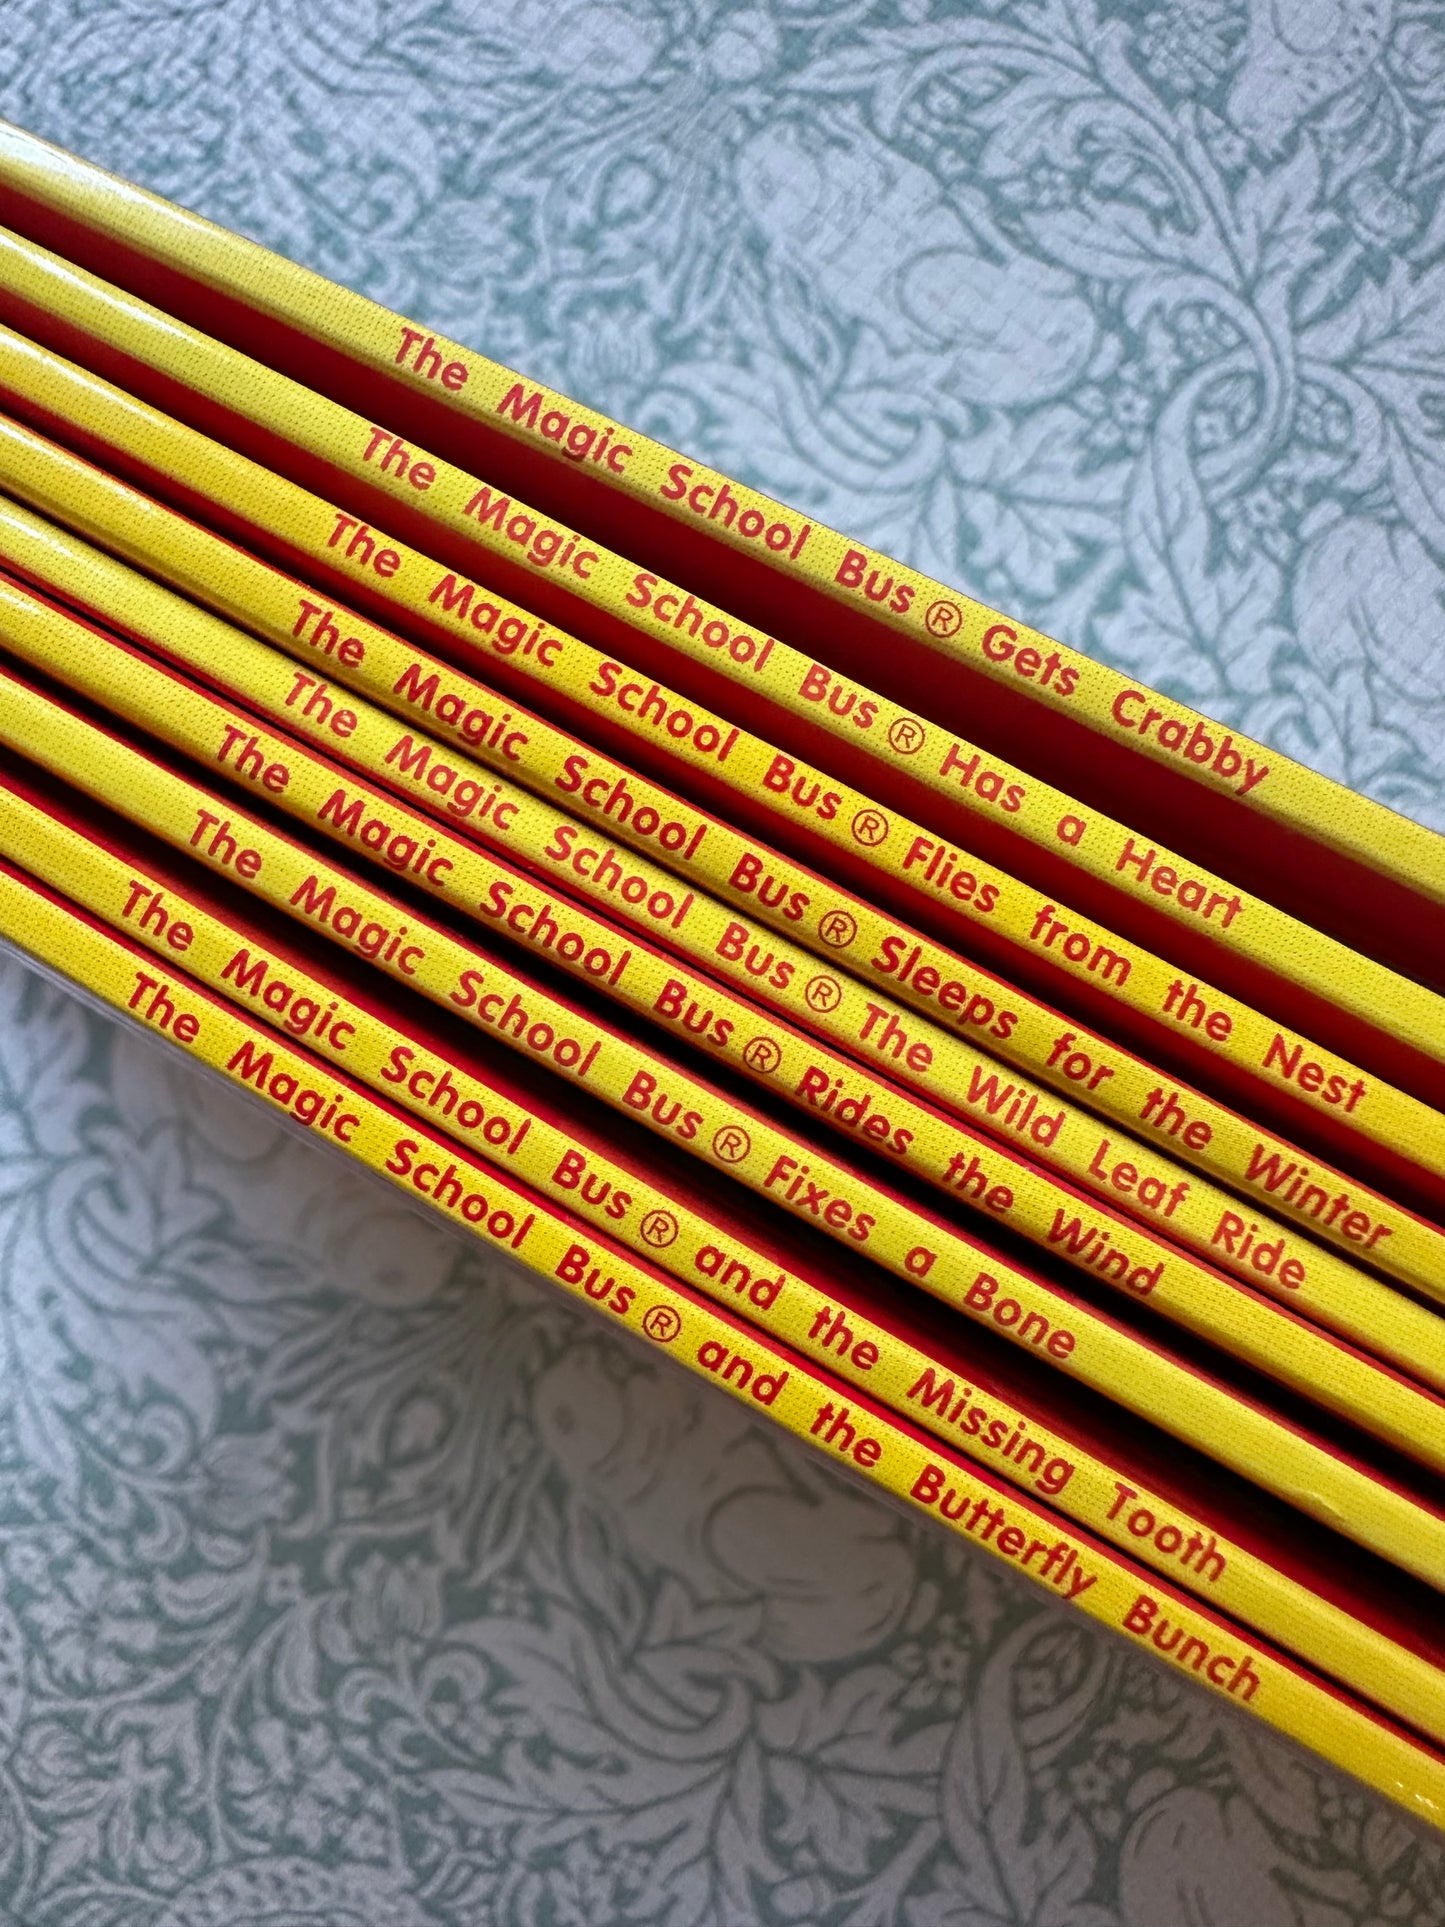 The Magic School Bus® Gets Crabby
The Magic School Bus® Has a Heart
The Magic School Bus® Flies from the Nest
The Magic School Bus® Sleeps for the Winter
The Magic School Bus® The Wild Leaf Ride
The Magic School Bus® Rides the Wind
The Magic School Bus® Fixes a Bone
The Magic School Bus® and the Missing Tooth
The Magic School Bus® and the Butterfly Bunch